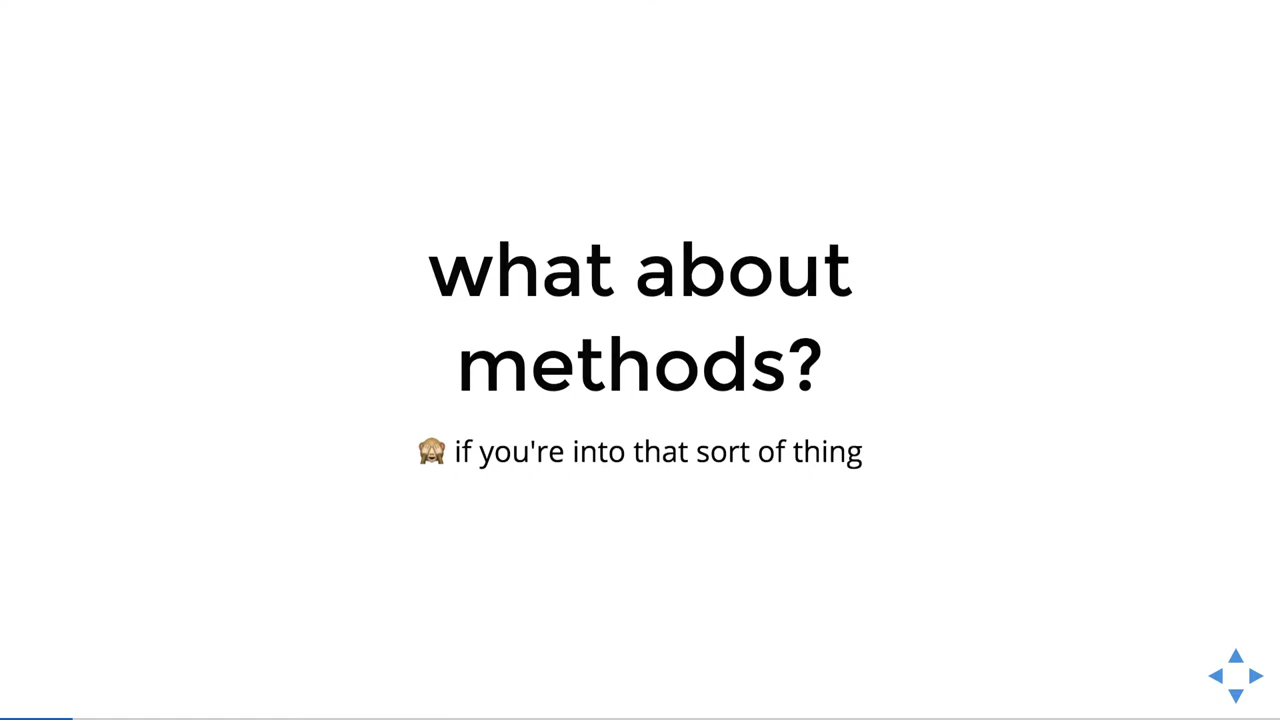 what about
methods?
🙈 if you're into that sort of thing